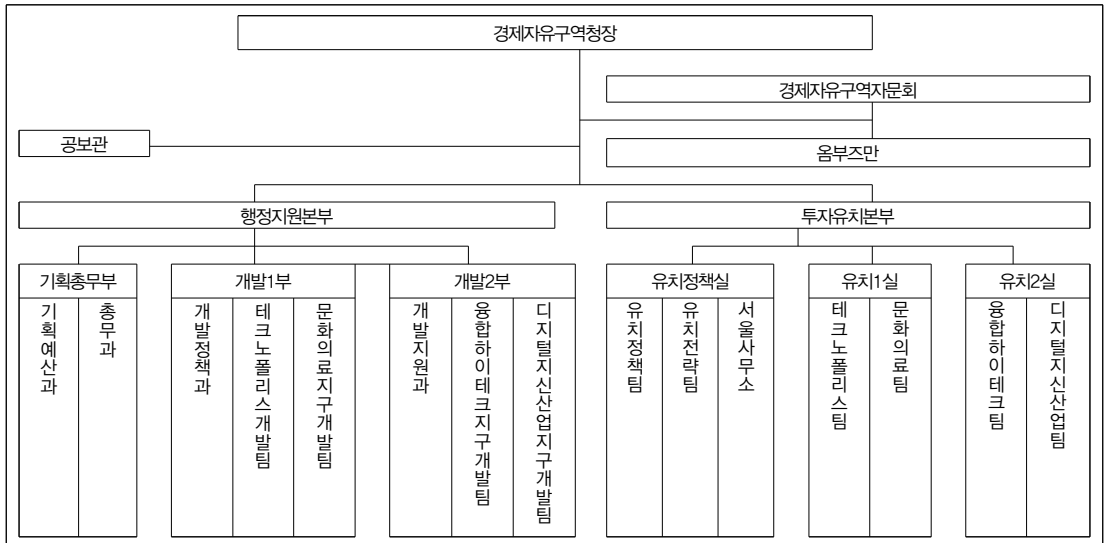 경제자유구역청장
경제자유구역자문회
공보관
옴부즈만
행정지원본부
투자유치본부
기획총무부
개발1부
개발2부
유치정책실
유치1실
유치2실
기획예산과
총무과
개발정책과
테크노폴리스개발팀
문화의료지구개발팀
개발지원과
융합하이테크지구개발팀
디지털지신산업지구개발팀
유치정책팀
유치전략팀
서울사무소
테크노폴리스팀
문화의료팀
융합하이테크팀
디지털지신산업팀